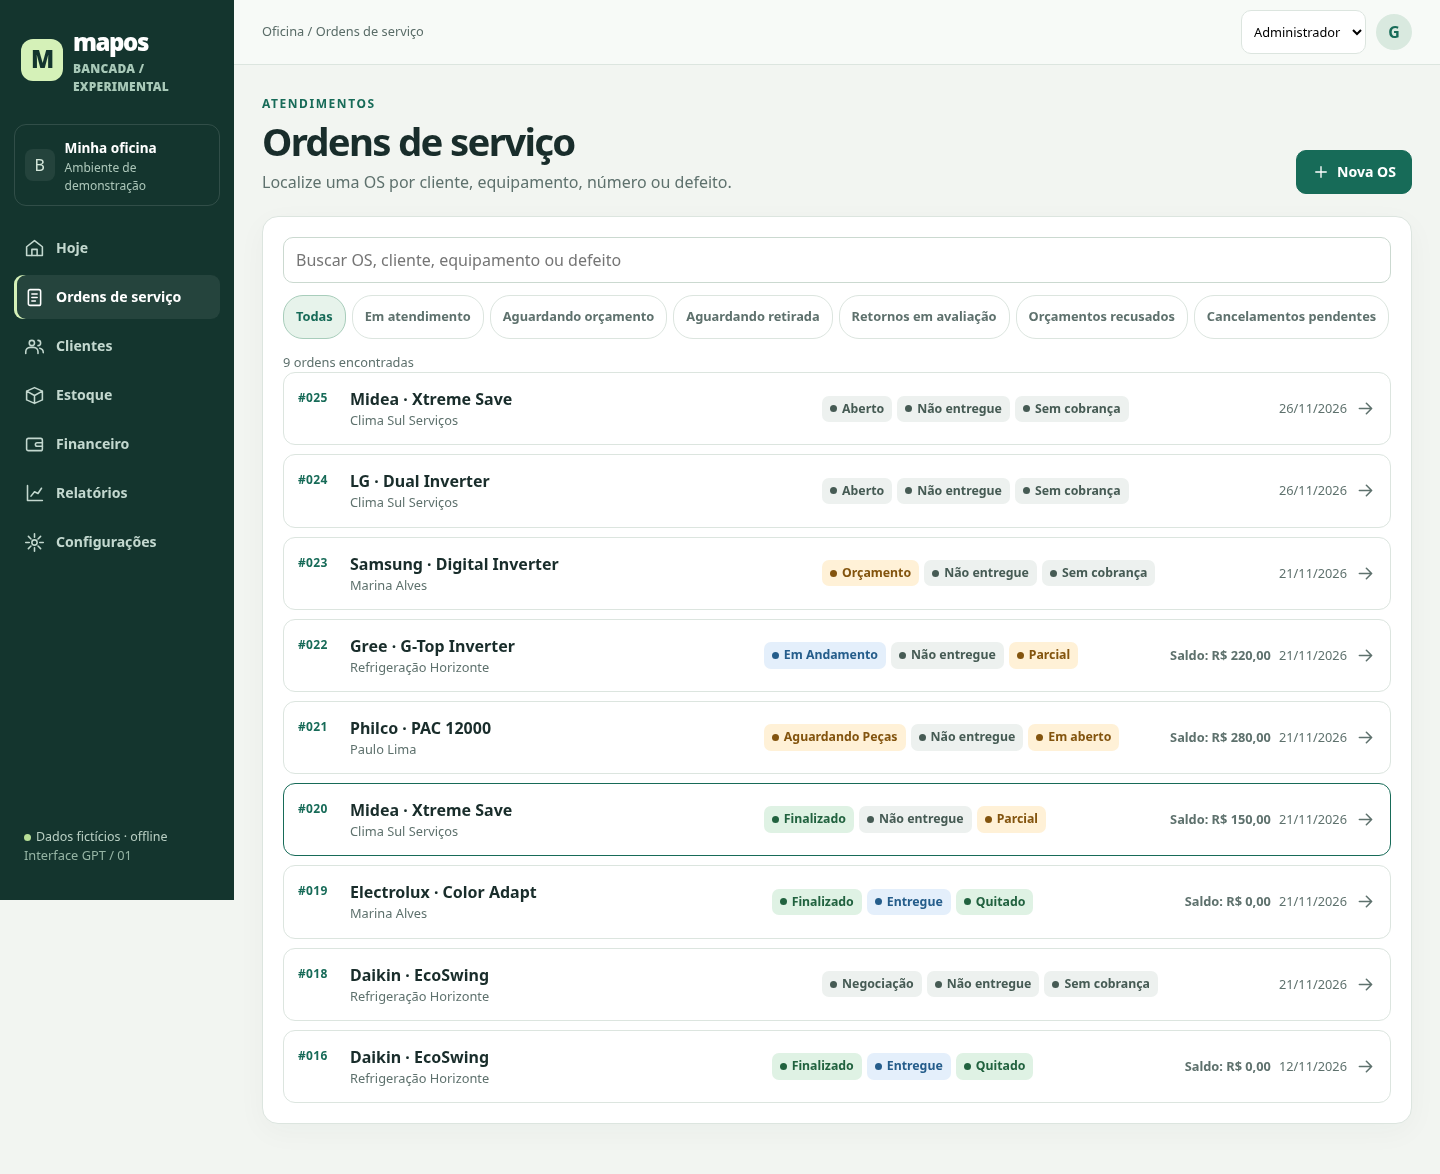 M
mapos
BANCADA /
EXPERIMENTAL
B
Minha oficina
Ambiente de
demonstração
Hoje
Ordens de serviço
Clientes
Estoque
Financeiro
Relatórios
Configurações
Dados fictícios · offline
Interface GPT / 01
Oficina / Ordens de serviço
Administrador
G
ATENDIMENTOS
Ordens de serviço
Localize uma OS por cliente, equipamento, número ou defeito.
Nova OS
Buscar OS, cliente, equipamento ou defeito
Todas Em atendimento Aguardando orçamento Aguardando retirada Retornos em avaliação Orçamentos recusados Cancelamentos pendentes
9 ordens encontradas
#025 Midea · Xtreme Save Aberto Não entregue Sem cobrança 26/11/2026
Clima Sul Serviços
#024 LG · Dual Inverter Aberto Não entregue Sem cobrança 26/11/2026
Clima Sul Serviços
#023 Samsung · Digital Inverter Orçamento Não entregue Sem cobrança 21/11/2026
Marina Alves
#022 Gree · G-Top Inverter Em Andamento Não entregue Parcial Saldo: R$ 220,00 21/11/2026
Refrigeração Horizonte
#021 Philco · PAC 12000 Aguardando Peças Não entregue Em aberto Saldo: R$ 280,00 21/11/2026
Paulo Lima
#020 Midea · Xtreme Save Finalizado Não entregue Parcial Saldo: R$ 150,00 21/11/2026
Clima Sul Serviços
#019 Electrolux · Color Adapt Finalizado Entregue Quitado Saldo: R$ 0,00 21/11/2026
Marina Alves
#018 Daikin · EcoSwing Negociação Não entregue Sem cobrança 21/11/2026
Refrigeração Horizonte
#016 Daikin · EcoSwing Finalizado Entregue Quitado Saldo: R$ 0,00 12/11/2026
Refrigeração Horizonte